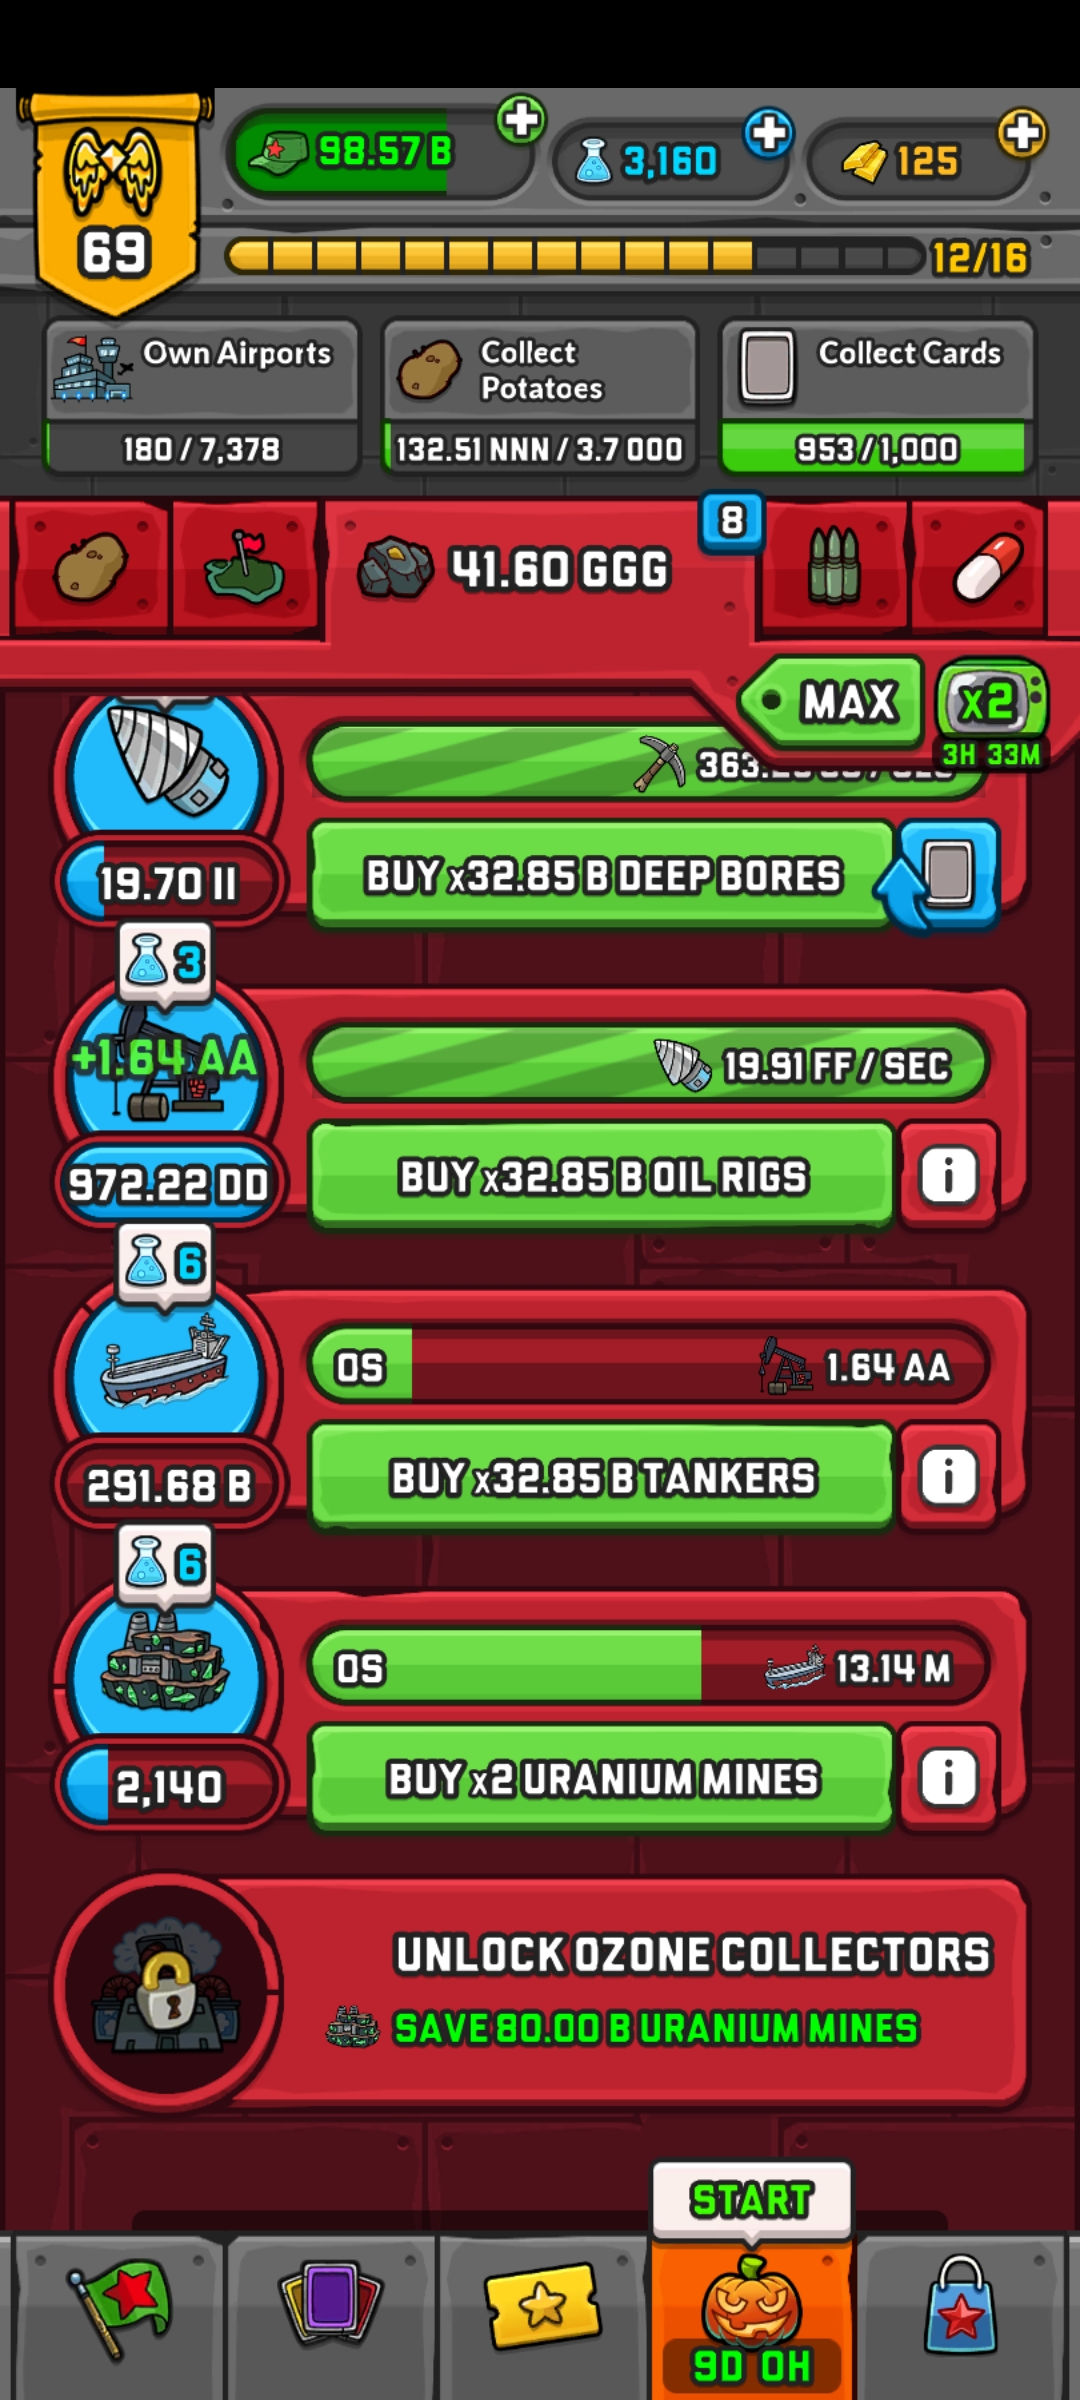 98.57 B
3,160
125
69
12/16
Own Airports
180 / 7,378
Collect
Potatoes
132.51 NNN / 3.7 OOO
Collect Cards
953 / 1,000
41.60 GGG
8
MAX
x2
3H 33M
19.70 II
BUY x32.85 B DEEP BORES
3
+1.64 AA
19.91 FF / SEC
972.22 DD
BUY x32.85 B OIL RIGS
i
6
0S
1.64 AA
291.68 B
BUY x32.85 B TANKERS
i
6
0S
13.14 M
2,140
BUY x2 URANIUM MINES
i
UNLOCK OZONE COLLECTORS
SAVE 80.00 B URANIUM MINES
START
9D 0H